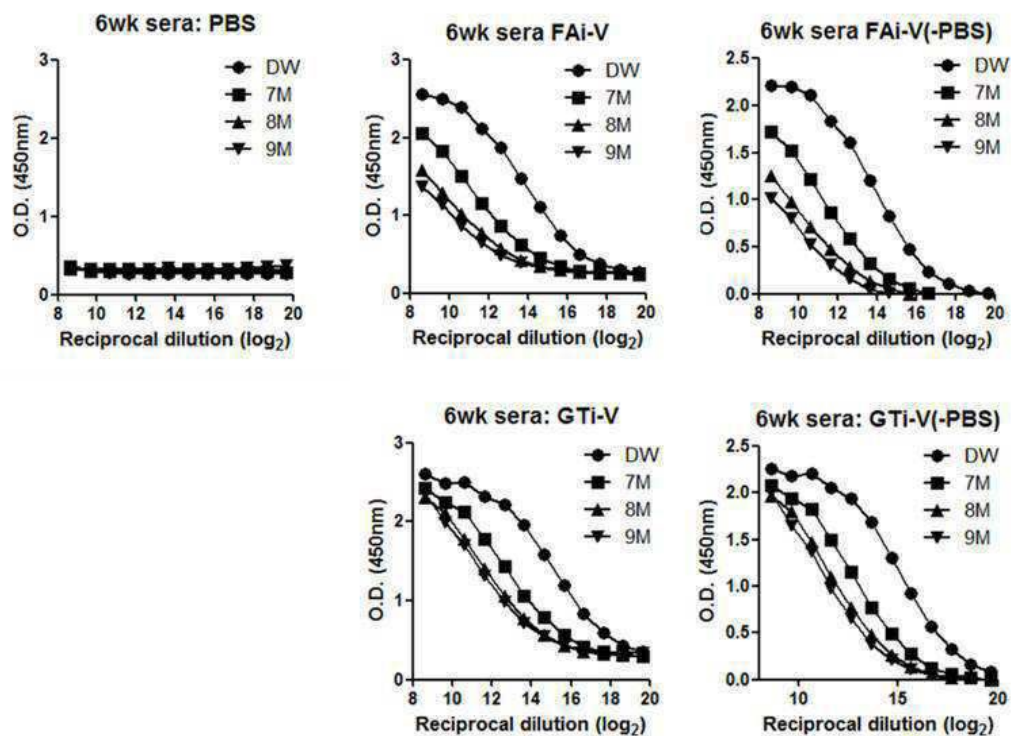 6wk sera: PBS
3
2
1
0
O.D. (450nm)
8 10 12 14 16 18 20
Reciprocal dilution (log2)
DW
7M
8M
9M
6wk sera FAi-V
3
2
1
0
O.D. (450nm)
8 10 12 14 16 18 20
Reciprocal dilution (log2)
DW
7M
8M
9M
6wk sera FAi-V(-PBS)
2.5
2.0
1.5
1.0
0.5
0.0
O.D. (450nm)
8 10 12 14 16 18 20
Reciprocal dilution (log2)
DW
7M
8M
9M
6wk sera: GTi-V
3
2
1
0
O.D. (450nm)
8 10 12 14 16 18 20
Reciprocal dilution (log2)
DW
7M
8M
9M
6wk sera: GTi-V(-PBS)
2.5
2.0
1.5
1.0
0.5
0.0
O.D. (450nm)
10 15 20
Reciprocal dilution (log2)
DW
7M
8M
9M